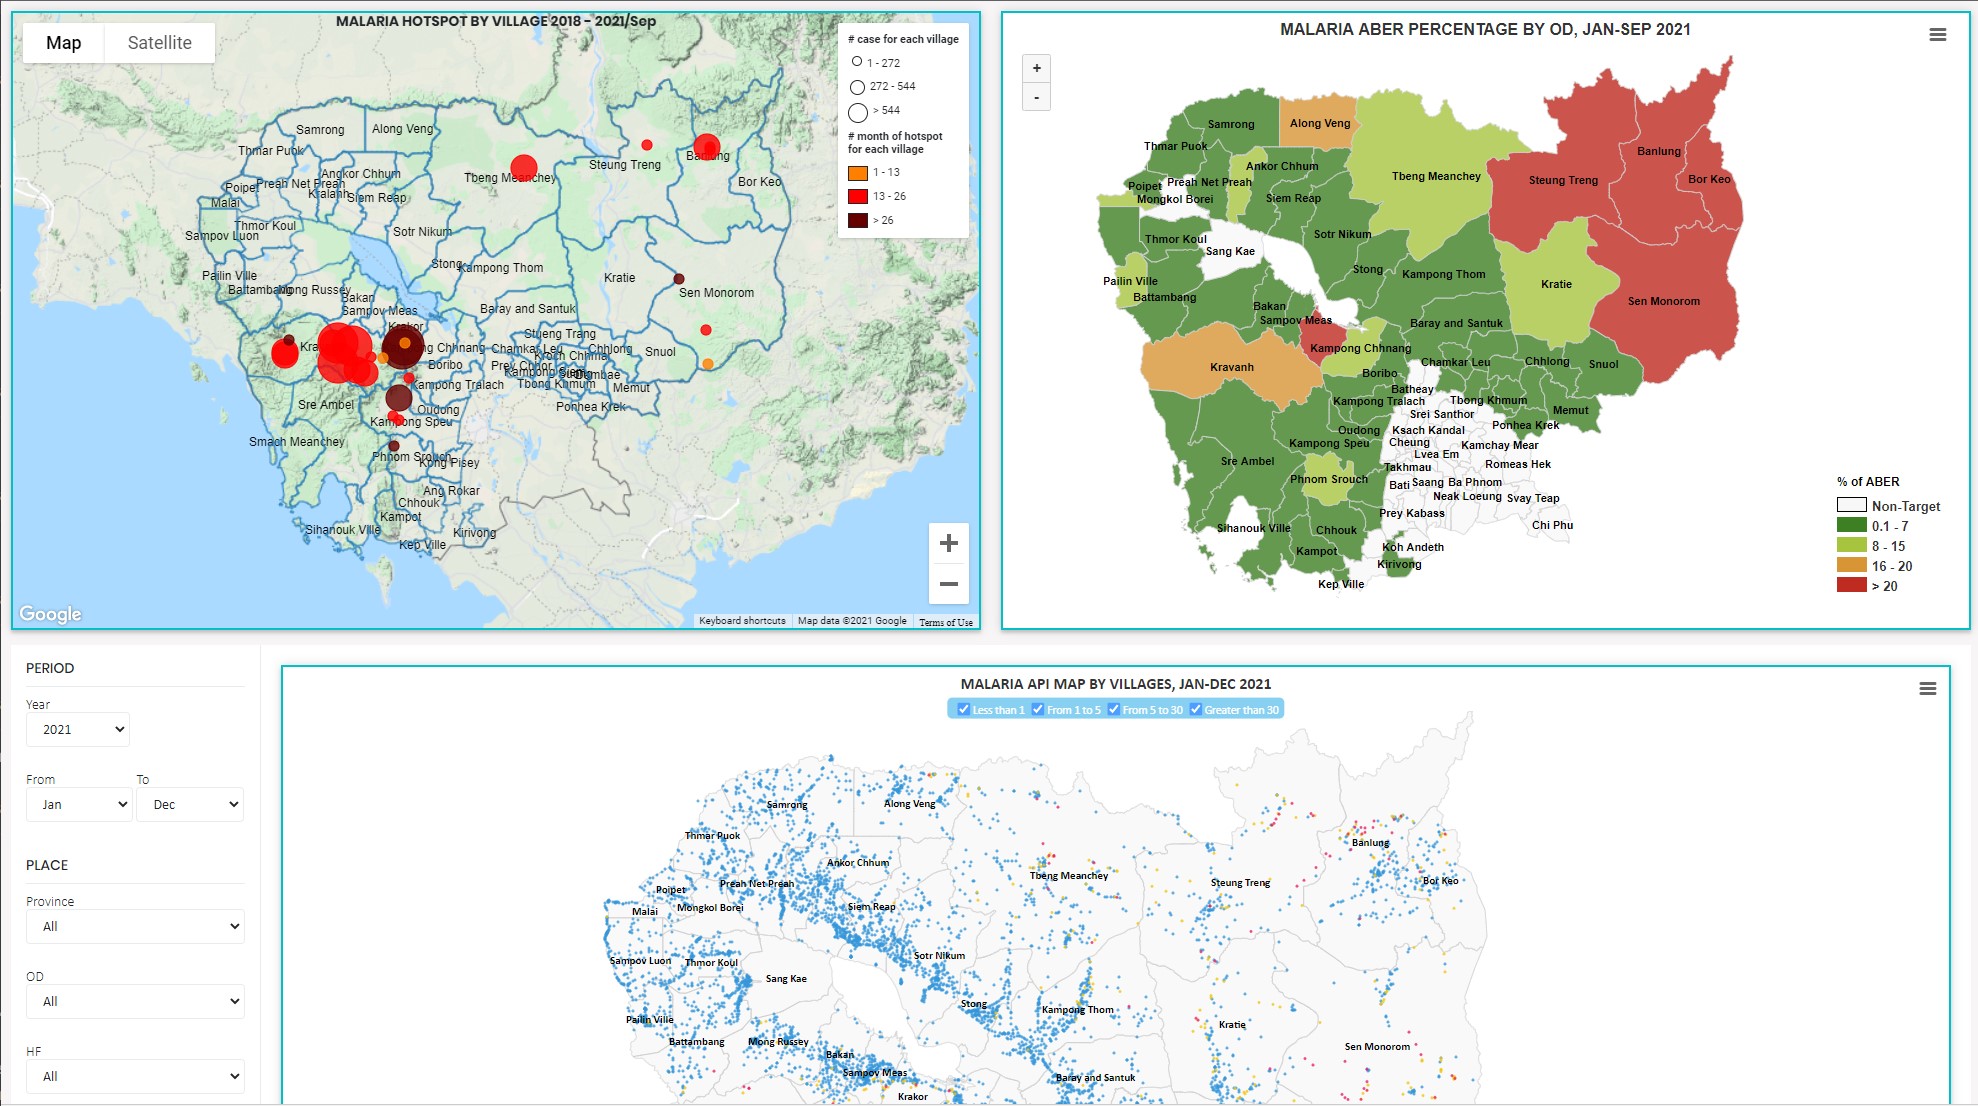 MALARIA HOTSPOT BY VILLAGE 2018 - 2021/Sep
Map
Satellite
# case for each village
1 - 272
272 - 544
> 544
# month of hotspot
for each village
1 - 13
13 - 26
> 26
Samrong
Along Veng
Thmar Puok
Angkor Chhum
Poipet
Preah Net Preah
Kralanh
Siem Reap
Malai
Tbeng Meanchey
Steung Treng
Banlung
Bor Keo
Thmor Koul
Sampov Luon
Sotr Nikum
Stong
Kampong Thom
Pailin Ville
Battambang
Mong Russey
Kratie
Sen Monorom
Bakan
Sampov Meas
Baray and Santuk
Krakor
Stueng Trang
Kra
ng Chhnang
Chamkar Leu
Chhlong
Snuol
Kroch Chhmar
Boribo
Prey Chhor
Kampong Tralach
Tbong Khmum
Memut
Sre Ambel
Oudong
Ponhea Krek
Kampong Speu
Smach Meanchey
Phnom Srouch
Kong Pisey
Ang Rokar
Chhouk
Kampot
Sihanouk Ville
Kirivong
Kep Ville
Google
Keyboard shortcuts
Map data ©2021 Google
Terms of Use
MALARIA ABER PERCENTAGE BY OD, JAN-SEP 2021
+
-
Samrong
Along Veng
Thmar Puok
Ankor Chhum
Banlung
Poipet
Preah Net Preah
Tbeng Meanchey
Steung Treng
Bor Keo
Mongkol Borei
Siem Reap
Thmor Koul
Sang Kae
Sotr Nikum
Stong
Kampong Thom
Pailin Ville
Battambang
Kratie
Sen Monorom
Bakan
Sampov Meas
Baray and Santuk
Kampong Chhnang
Kravanh
Boribo
Chamkar Leu
Chhlong
Snuol
Batheay
Kampong Tralach
Tbong Khmum
Srei Santhor
Memut
Oudong
Ksach Kandal
Ponhea Krek
Kampong Speu
Cheung
Kamchay Mear
Lvea Em
Sre Ambel
Takhmau
Romeas Hek
Phnom Srouch
Bati
Saang
Ba Phnom
Neak Loeung
Svay Teap
Prey Kabass
Sihanouk Ville
Chhouk
Chi Phu
Kampot
Koh Andeth
Kirivong
Kep Ville
% of ABER
Non-Target
0.1 - 7
8 - 15
16 - 20
> 20
PERIOD
Year
2021
From
To
Jan
Dec
PLACE
Province
All
OD
All
HF
All
MALARIA API MAP BY VILLAGES, JAN-DEC 2021
Less than 1
From 1 to 5
From 5 to 30
Greater than 30
Samrong
Along Veng
Thmar Puok
Banlung
Ankor Chhum
Poipet
Preah Net Preah
Tbeng Meanchey
Steung Treng
Bor Keo
Malai
Mongkol Borei
Siem Reap
Sampov Luon
Thmor Koul
Sotr Nikum
Sang Kae
Stong
Kampong Thom
Pailin Ville
Kratie
Battambang
Mong Russey
Sen Monorom
Bakan
Sampov Meas
Baray and Santuk
Krakor